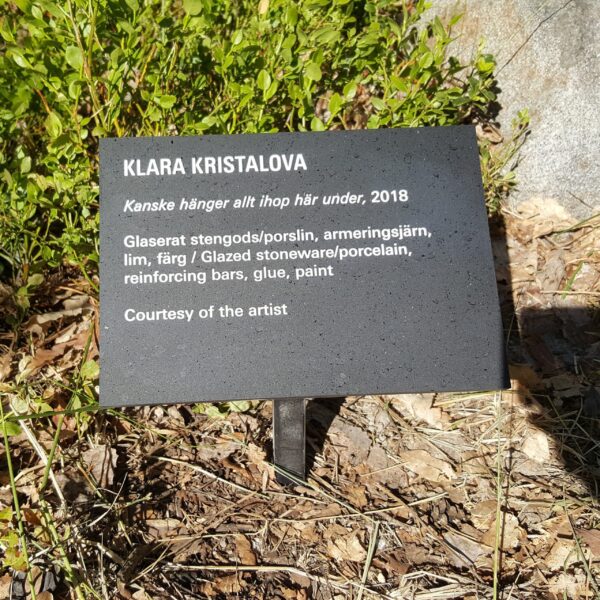 KLARA KRISTALOVA
Kanske hänger allt ihop här under, 2018
Glaserat stengods/porslin, armeringsjärn,
lim, färg / Glazed stoneware/porcelain,
reinforcing bars, glue, paint
Courtesy of the artist